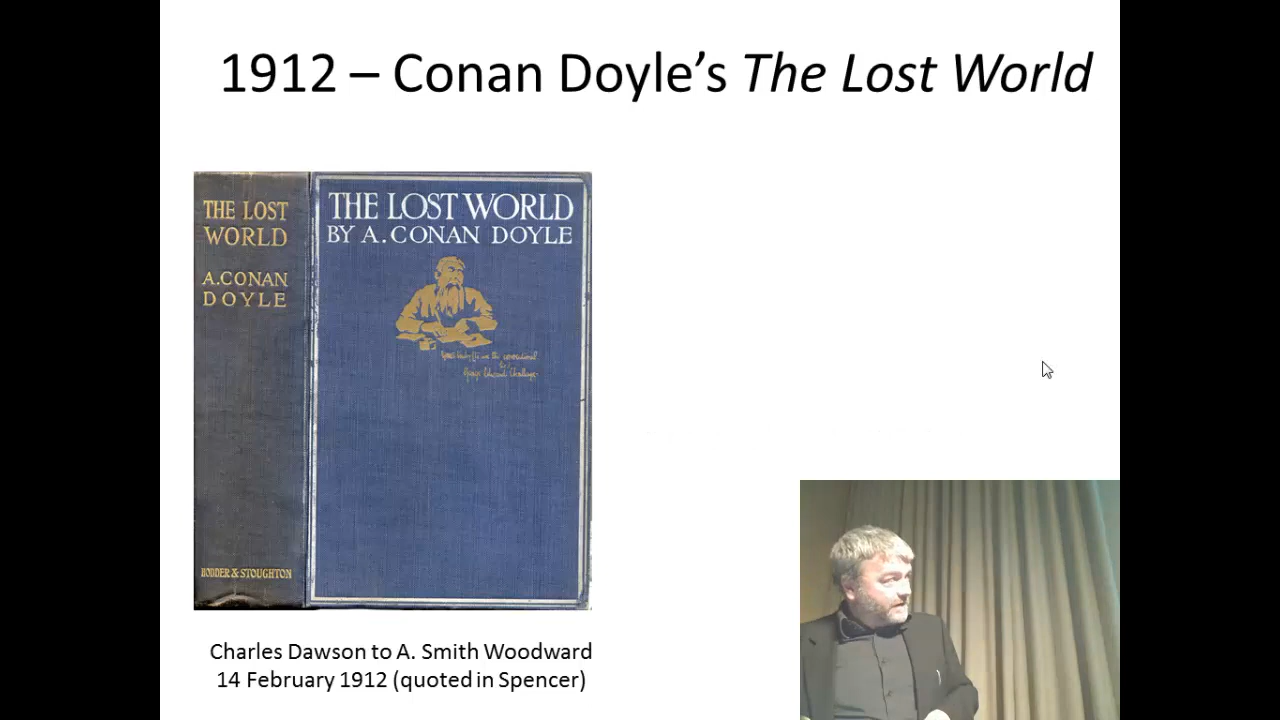 1912 – Conan Doyle’s The Lost World
THE LOST
WORLD
A.CONAN
DOYLE
HODDER & STOUGHTON
THE LOST WORLD
BY A.CONAN DOYLE
Charles Dawson to A. Smith Woodward
14 February 1912 (quoted in Spencer)